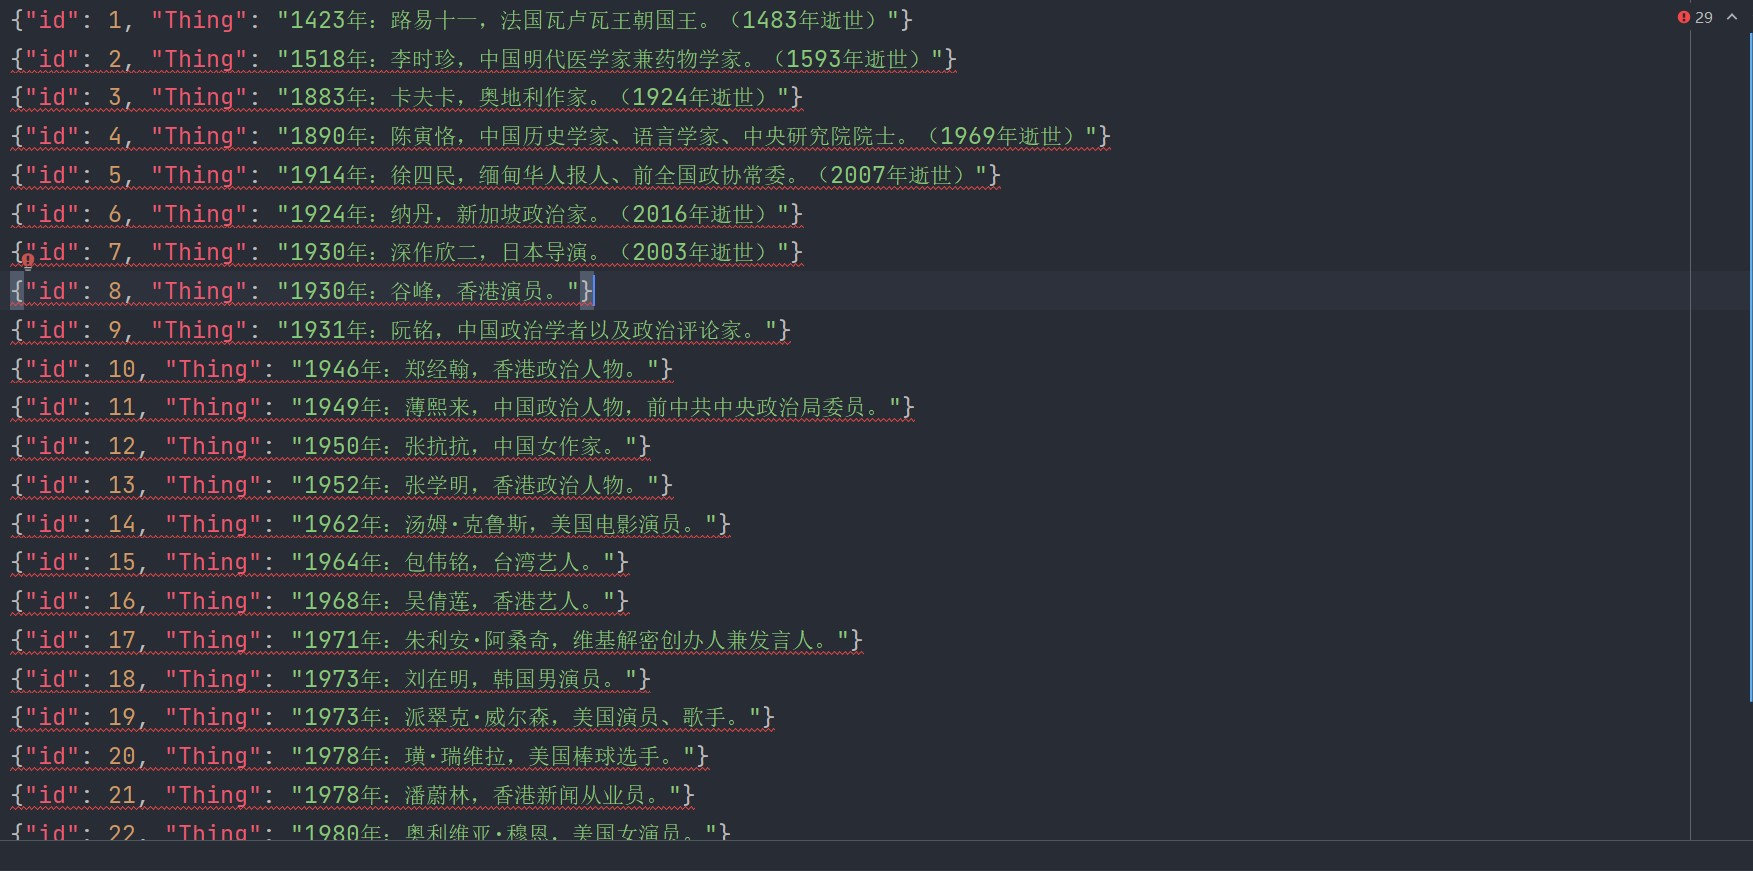 {"id": 1, "Thing": "1423年：路易十一，法国瓦卢瓦王朝国王。（1483年逝世）"}
29
{"id": 2, "Thing": "1518年：李时珍，中国明代医学家兼药物学家。（1593年逝世）"}
{"id": 3, "Thing": "1883年：卡夫卡，奥地利作家。（1924年逝世）"}
{"id": 4, "Thing": "1890年：陈寅恪，中国历史学家、语言学家、中央研究院院士。（1969年逝世）"}
{"id": 5, "Thing": "1914年：徐四民，缅甸华人报人、前全国政协常委。（2007年逝世）"}
{"id": 6, "Thing": "1924年：纳丹，新加坡政治家。（2016年逝世）"}
{"id": 7, "Thing": "1930年：深作欣二，日本导演。（2003年逝世）"}
{"id": 8, "Thing": "1930年：谷峰，香港演员。"}
{"id": 9, "Thing": "1931年：阮铭，中国政治学者以及政治评论家。"}
{"id": 10, "Thing": "1946年：郑经翰，香港政治人物。"}
{"id": 11, "Thing": "1949年：薄熙来，中国政治人物，前中共中央政治局委员。"}
{"id": 12, "Thing": "1950年：张抗抗，中国女作家。"}
{"id": 13, "Thing": "1952年：张学明，香港政治人物。"}
{"id": 14, "Thing": "1962年：汤姆·克鲁斯，美国电影演员。"}
{"id": 15, "Thing": "1964年：包伟铭，台湾艺人。"}
{"id": 16, "Thing": "1968年：吴倩莲，香港艺人。"}
{"id": 17, "Thing": "1971年：朱利安·阿桑奇，维基解密创办人兼发言人。"}
{"id": 18, "Thing": "1973年：刘在明，韩国男演员。"}
{"id": 19, "Thing": "1973年：派翠克·威尔森，美国演员、歌手。"}
{"id": 20, "Thing": "1978年：璜·瑞维拉，美国棒球选手。"}
{"id": 21, "Thing": "1978年：潘蔚林，香港新闻从业员。"}
{"id": 22, "Thing": "1980年：奥利维亚·穆恩，美国女演员。"}